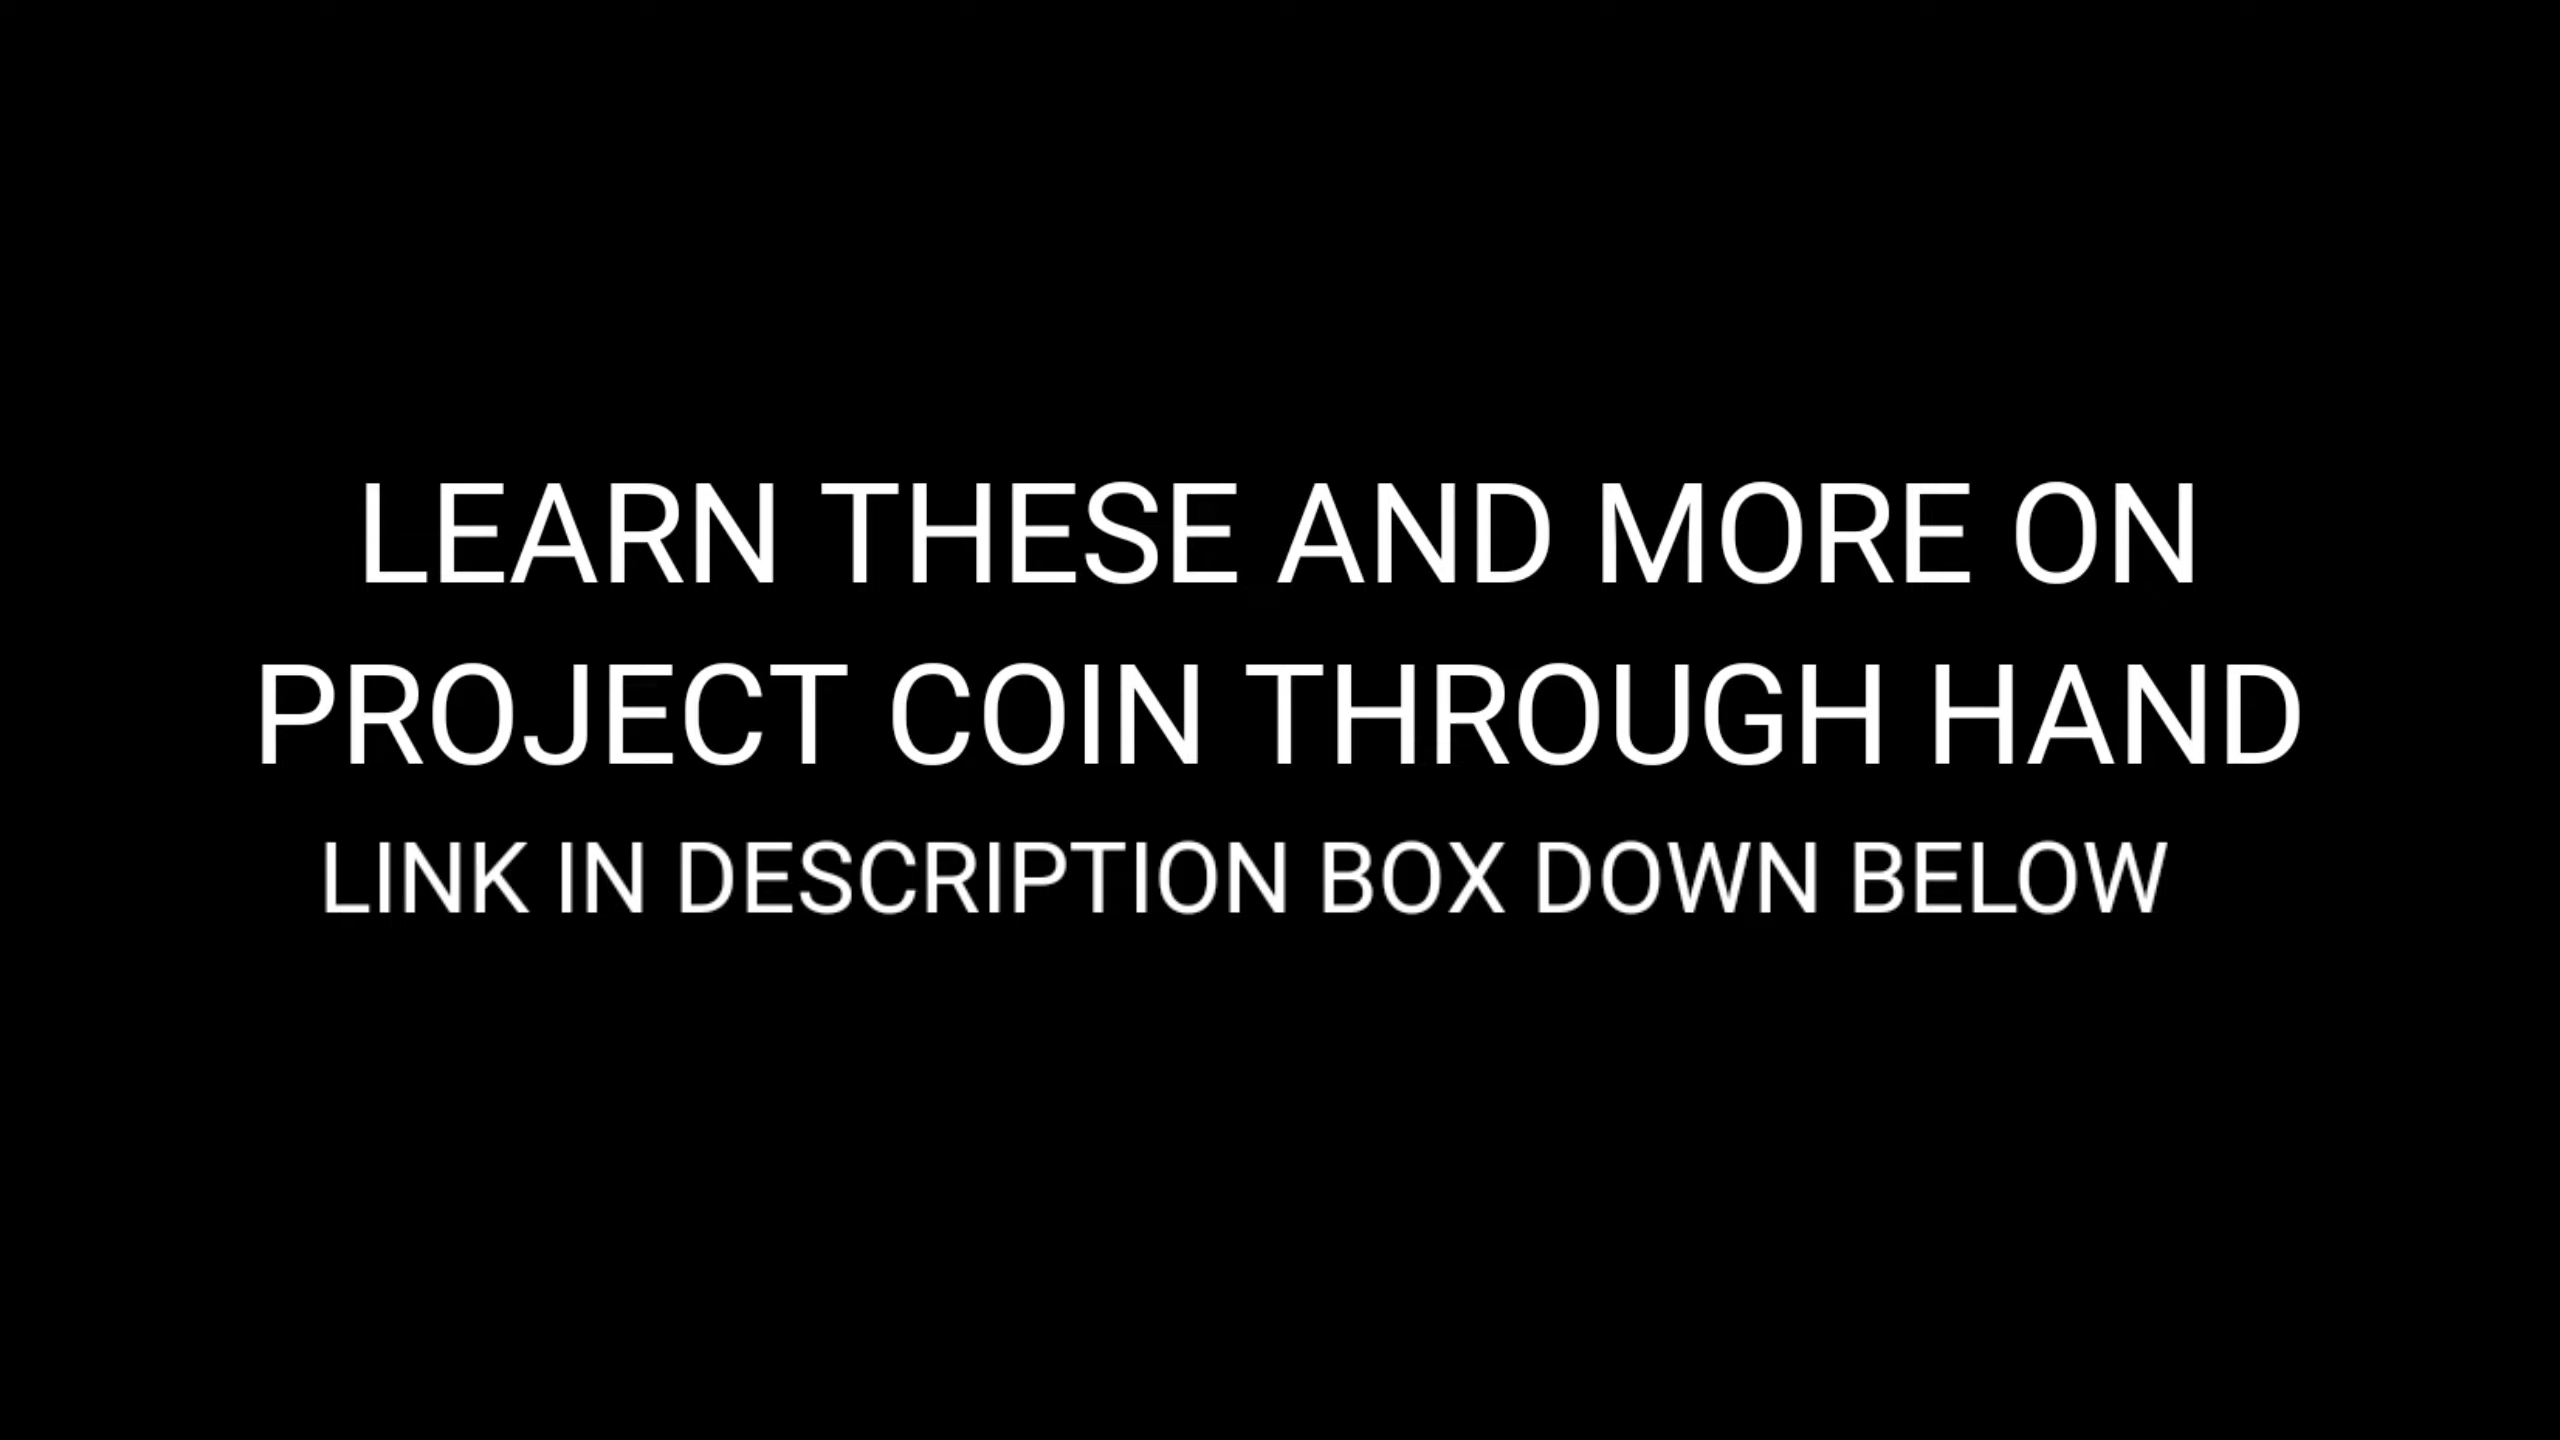 LEARN THESE AND MORE ON
PROJECT COIN THROUGH HAND
LINK IN DESCRIPTION BOX DOWN BELOW